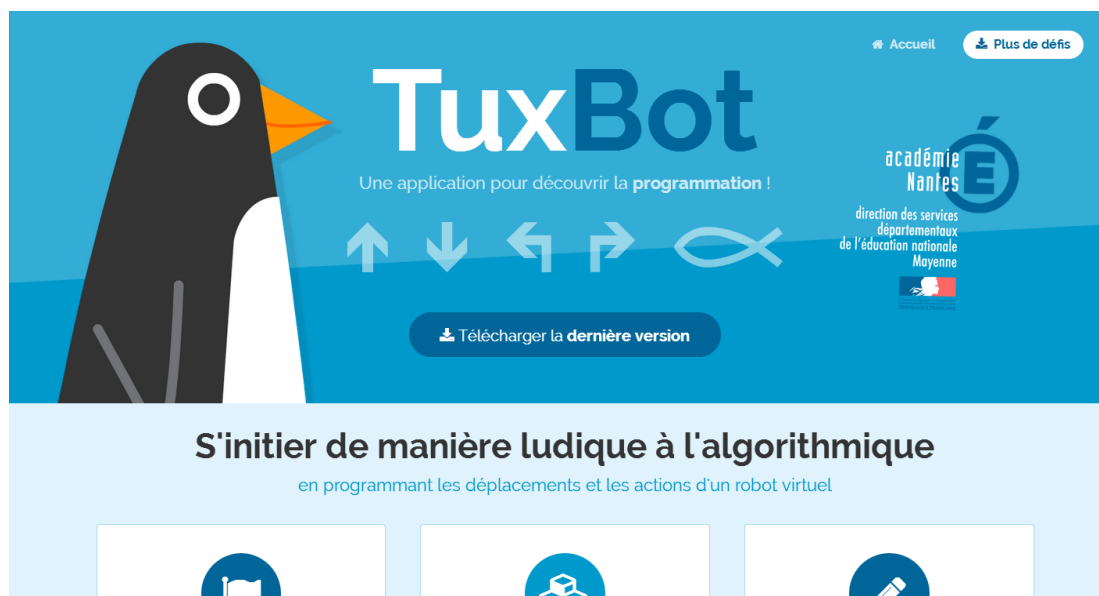 Accueil
Plus de défis
TuxBot
Une application pour découvrir la programmation !
académie
Nantes
É
direction des services
départementaux
de l'éducation nationale
Mayenne
Télécharger la dernière version
S'initier de manière ludique à l'algorithmique
en programmant les déplacements et les actions d'un robot virtuel